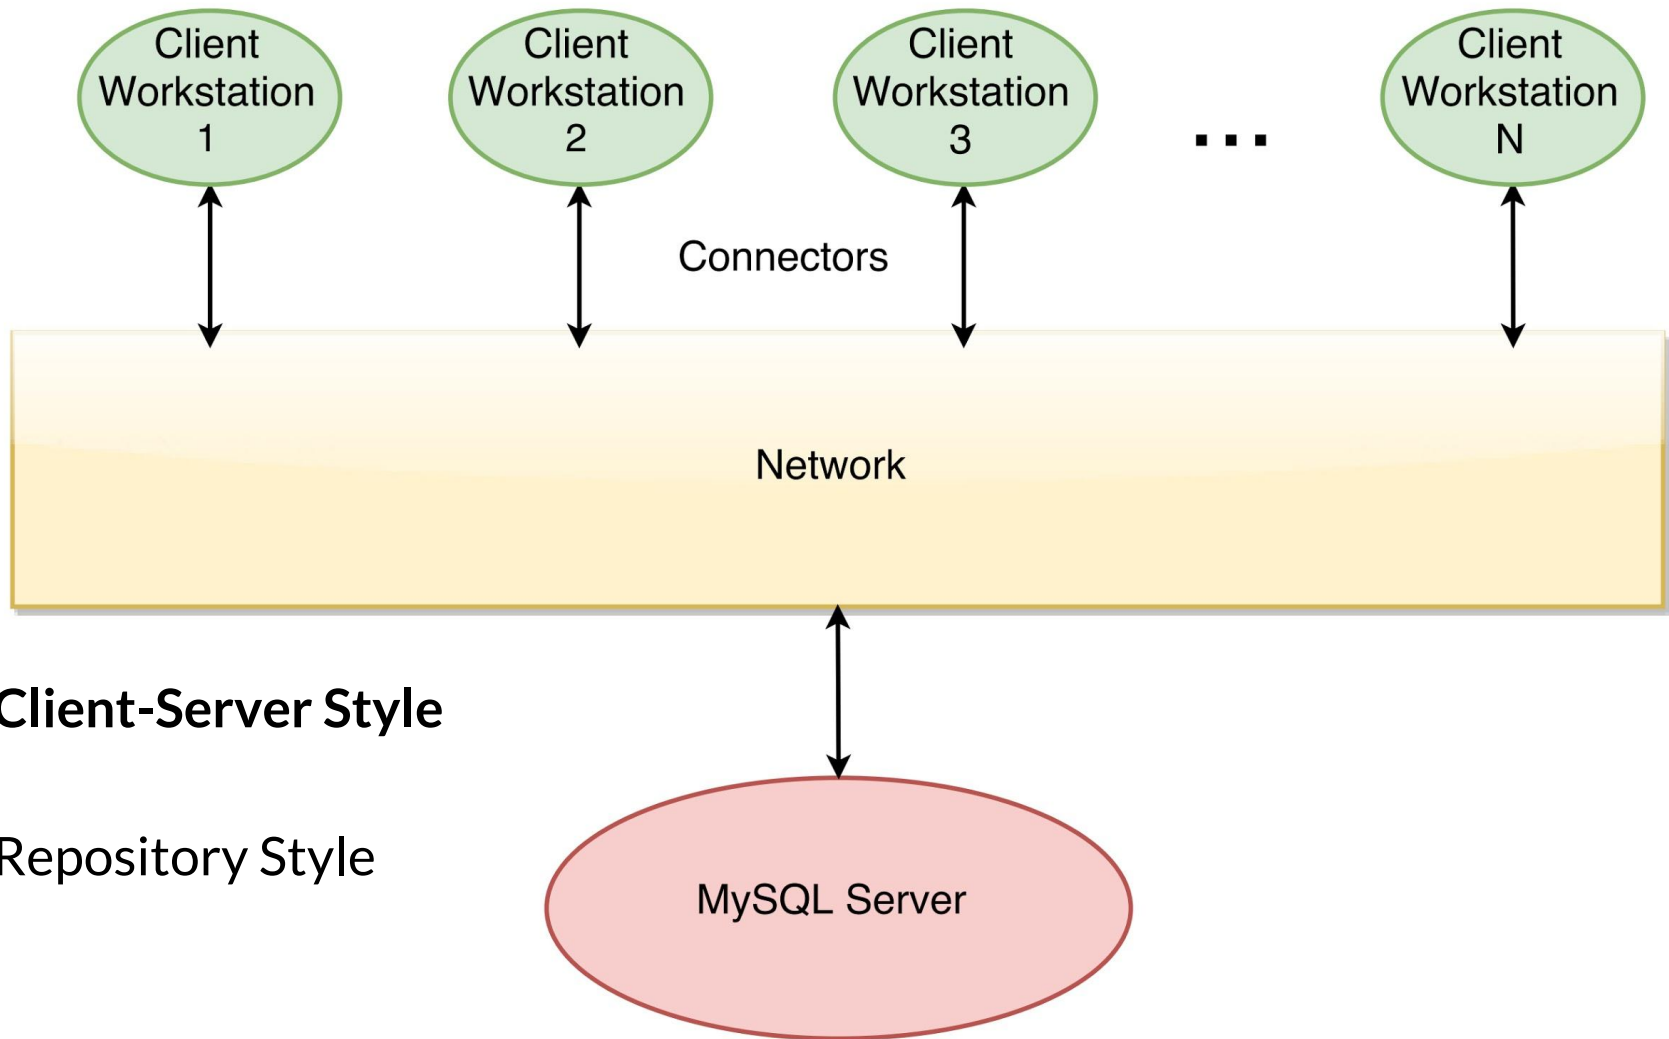 Client
Workstation
1
Client
Workstation
2
Client
Workstation
3
...
Client
Workstation
N
Connectors
Network
Client-Server Style
Repository Style
MySQL Server